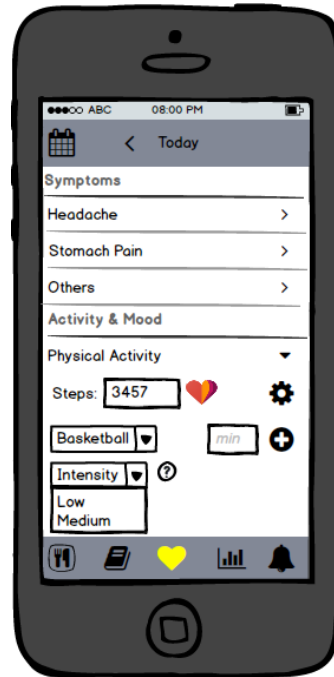 ABC 08:00 PM
Today
Symptoms
Headache
Stomach Pain
Others
Activity & Mood
Physical Activity
Steps: 3457
Basketball min
Intensity ?
Low
Medium